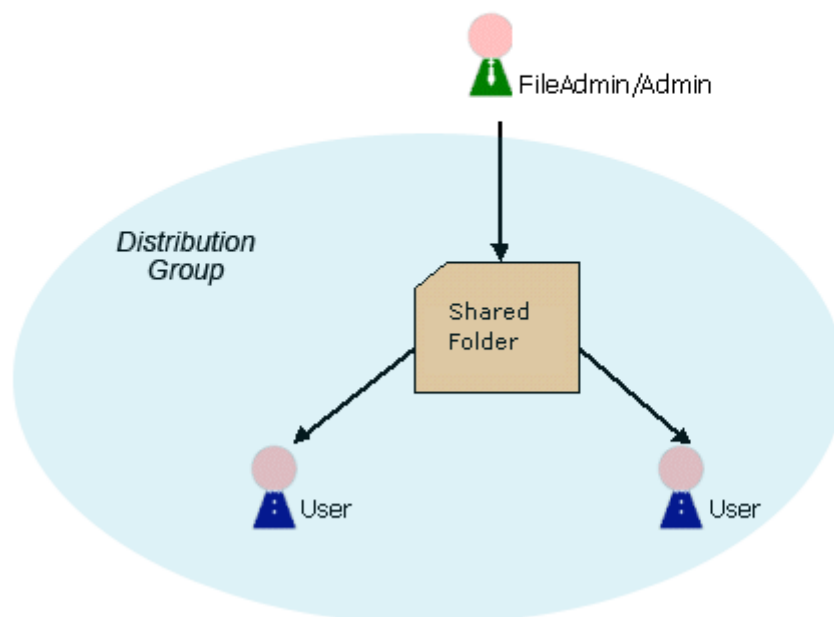 FileAdmin/Admin
Distribution
Group
Shared
Folder
User
User